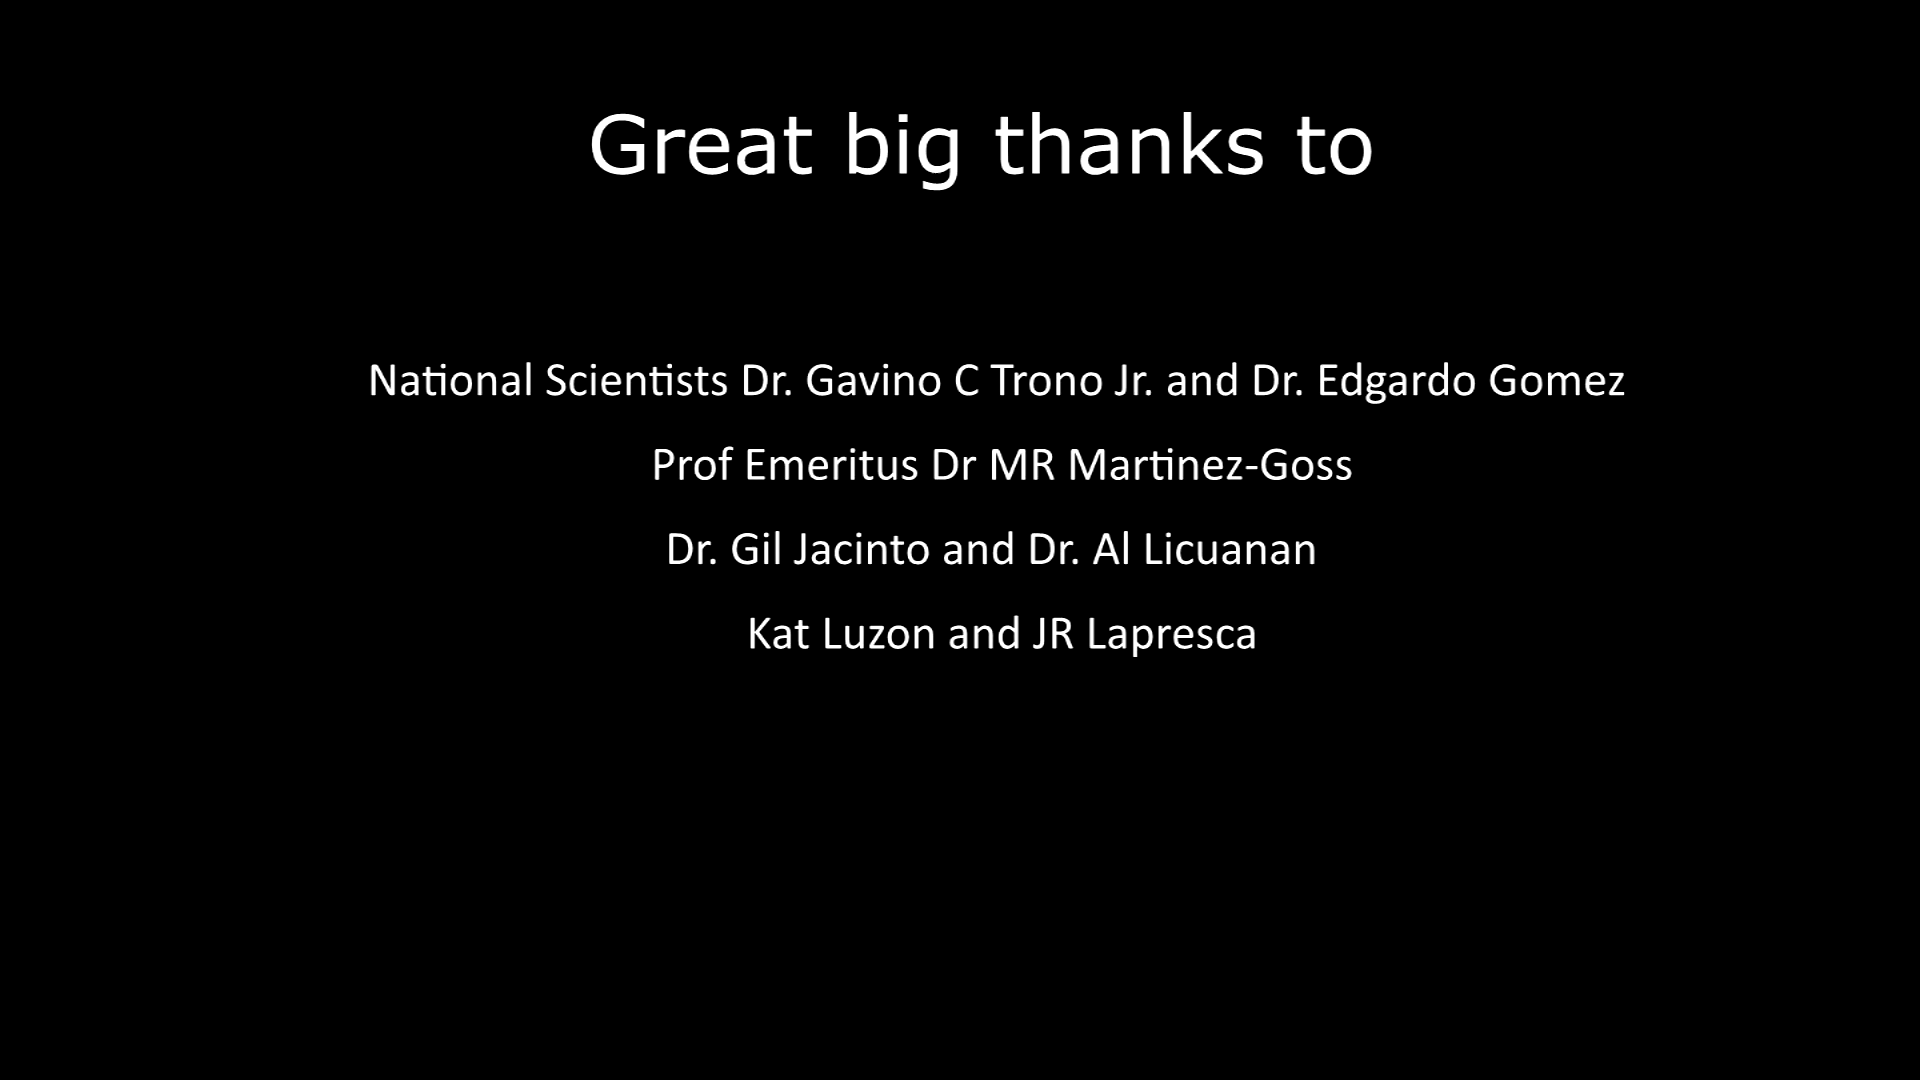 Great big thanks to
National Scientists Dr. Gavino C Trono Jr. and Dr. Edgardo Gomez
Prof Emeritus Dr MR Martinez-Goss
Dr. Gil Jacinto and Dr. Al Licuanan
Kat Luzon and JR Lapresca